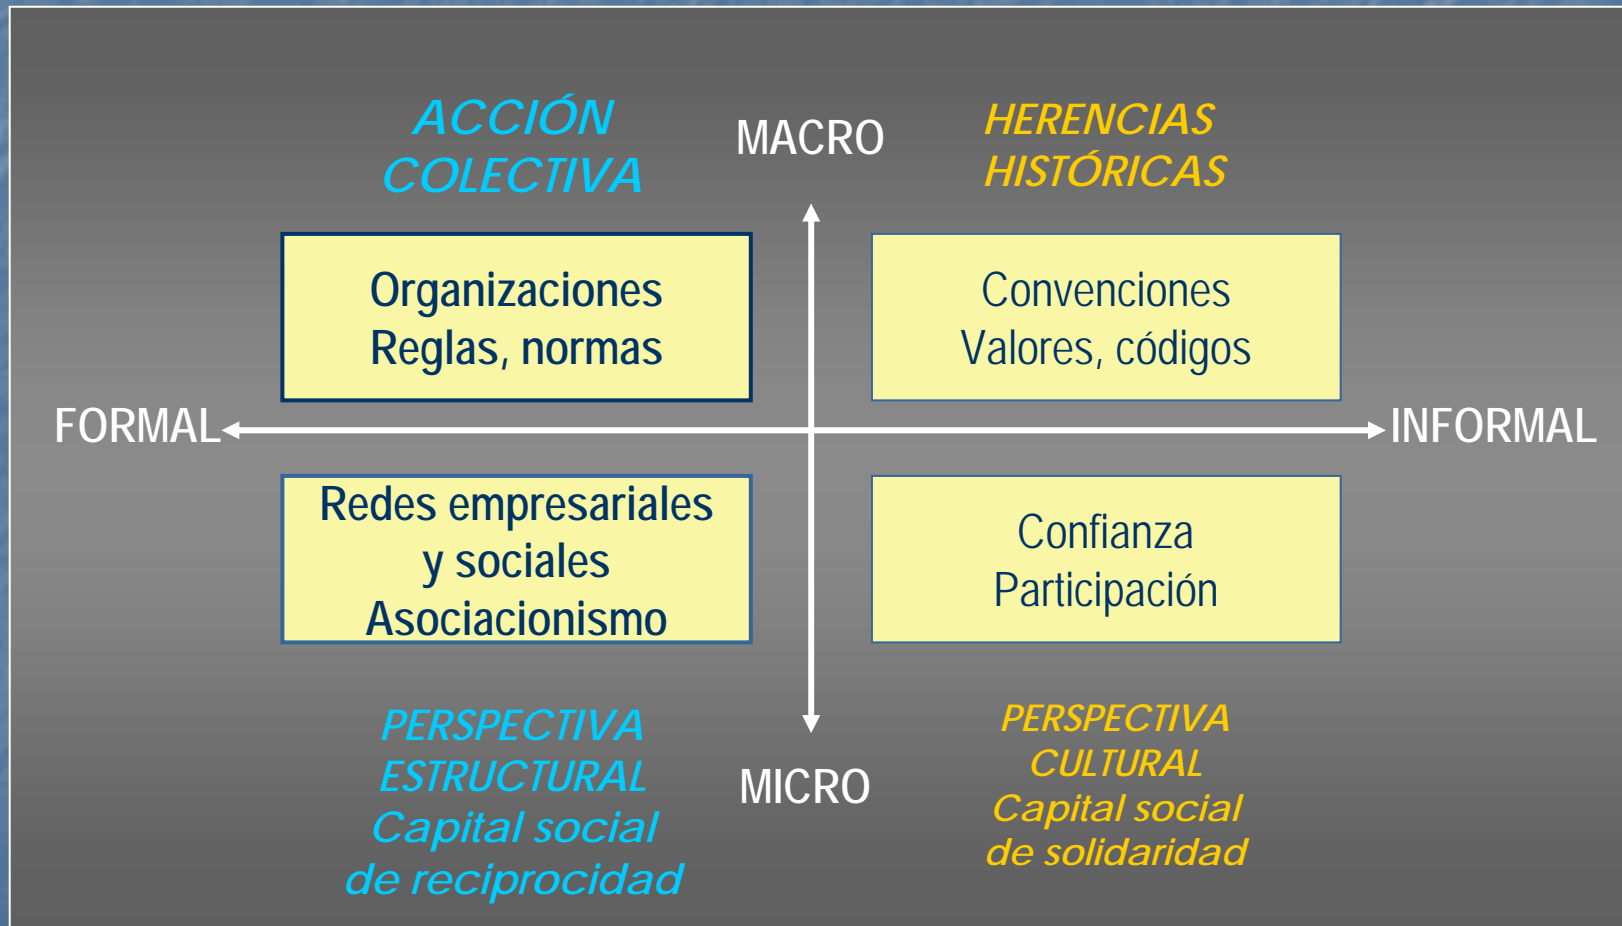 ACCIÓN
COLECTIVA
MACRO
HERENCIAS
HISTÓRICAS
Organizaciones
Reglas, normas
Convenciones
Valores, códigos
FORMAL
INFORMAL
Redes empresariales
y sociales
Asociacionismo
Confianza
Participación
PERSPECTIVA
ESTRUCTURAL
Capital social
de reciprocidad
MICRO
PERSPECTIVA
CULTURAL
Capital social
de solidaridad